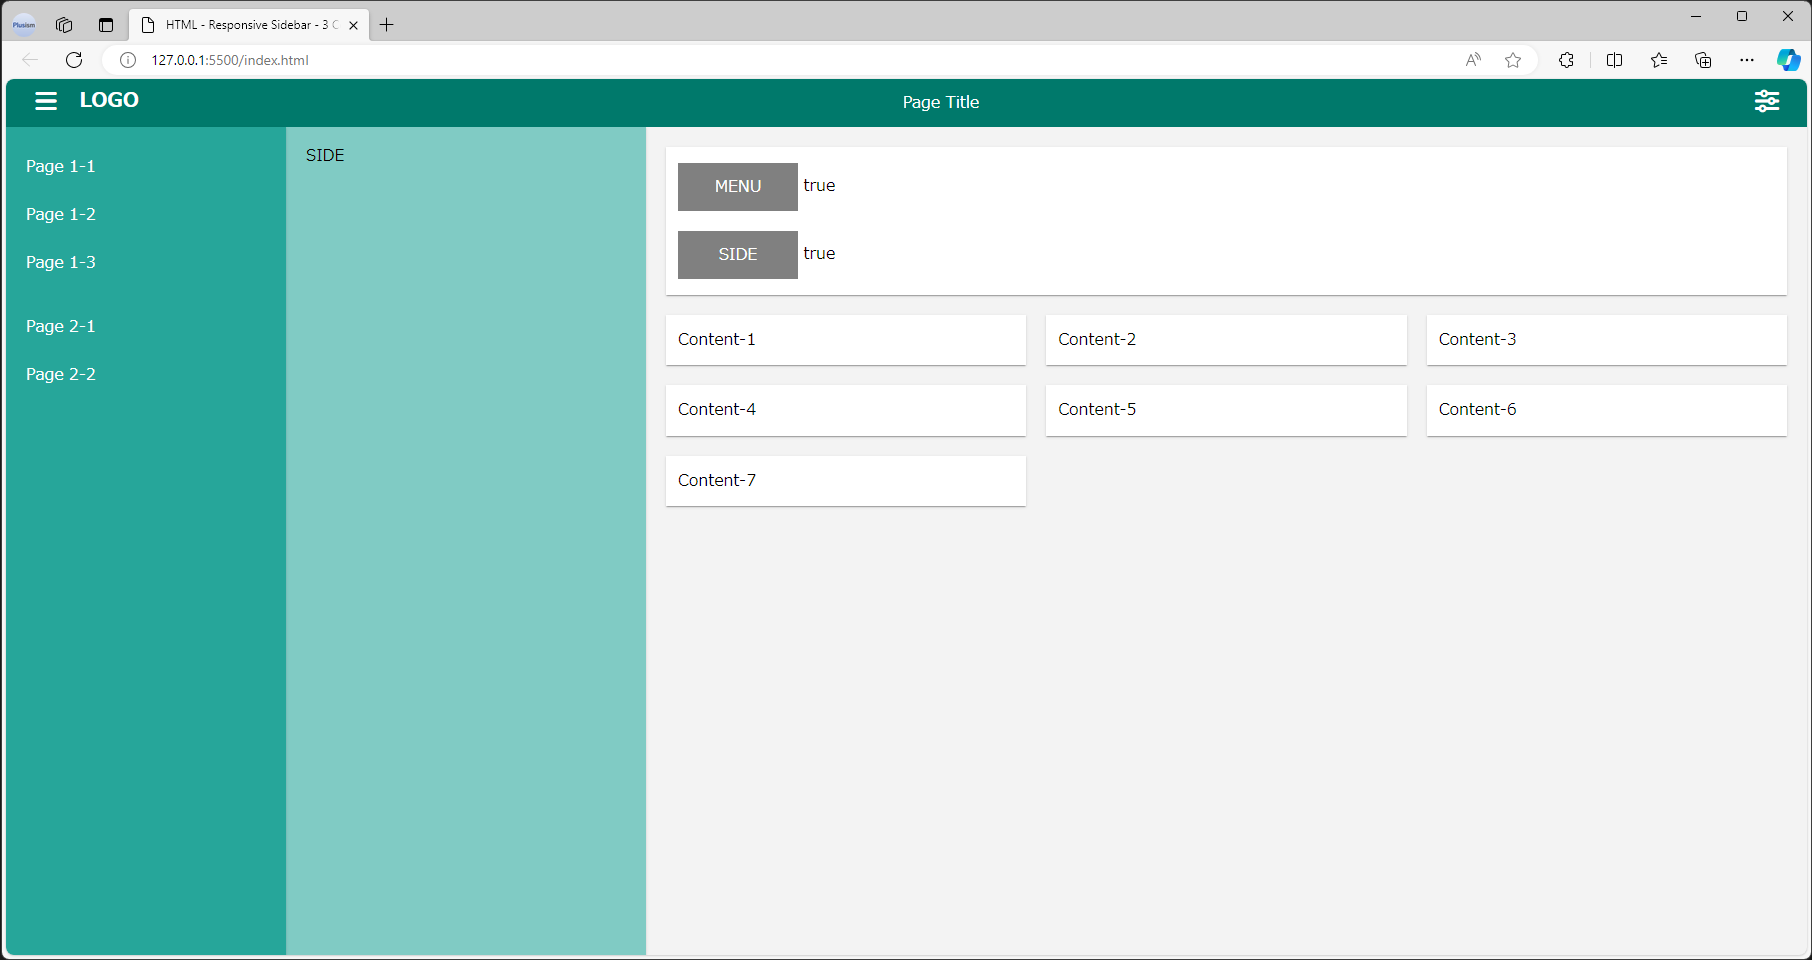 Plusism
HTML - Responsive Sidebar - 3 C
127.0.0.1:5500/index.html
LOGO
Page Title
Page 1-1
Page 1-2
Page 1-3
Page 2-1
Page 2-2
SIDE
MENU true
SIDE true
Content-1 Content-2 Content-3
Content-4 Content-5 Content-6
Content-7